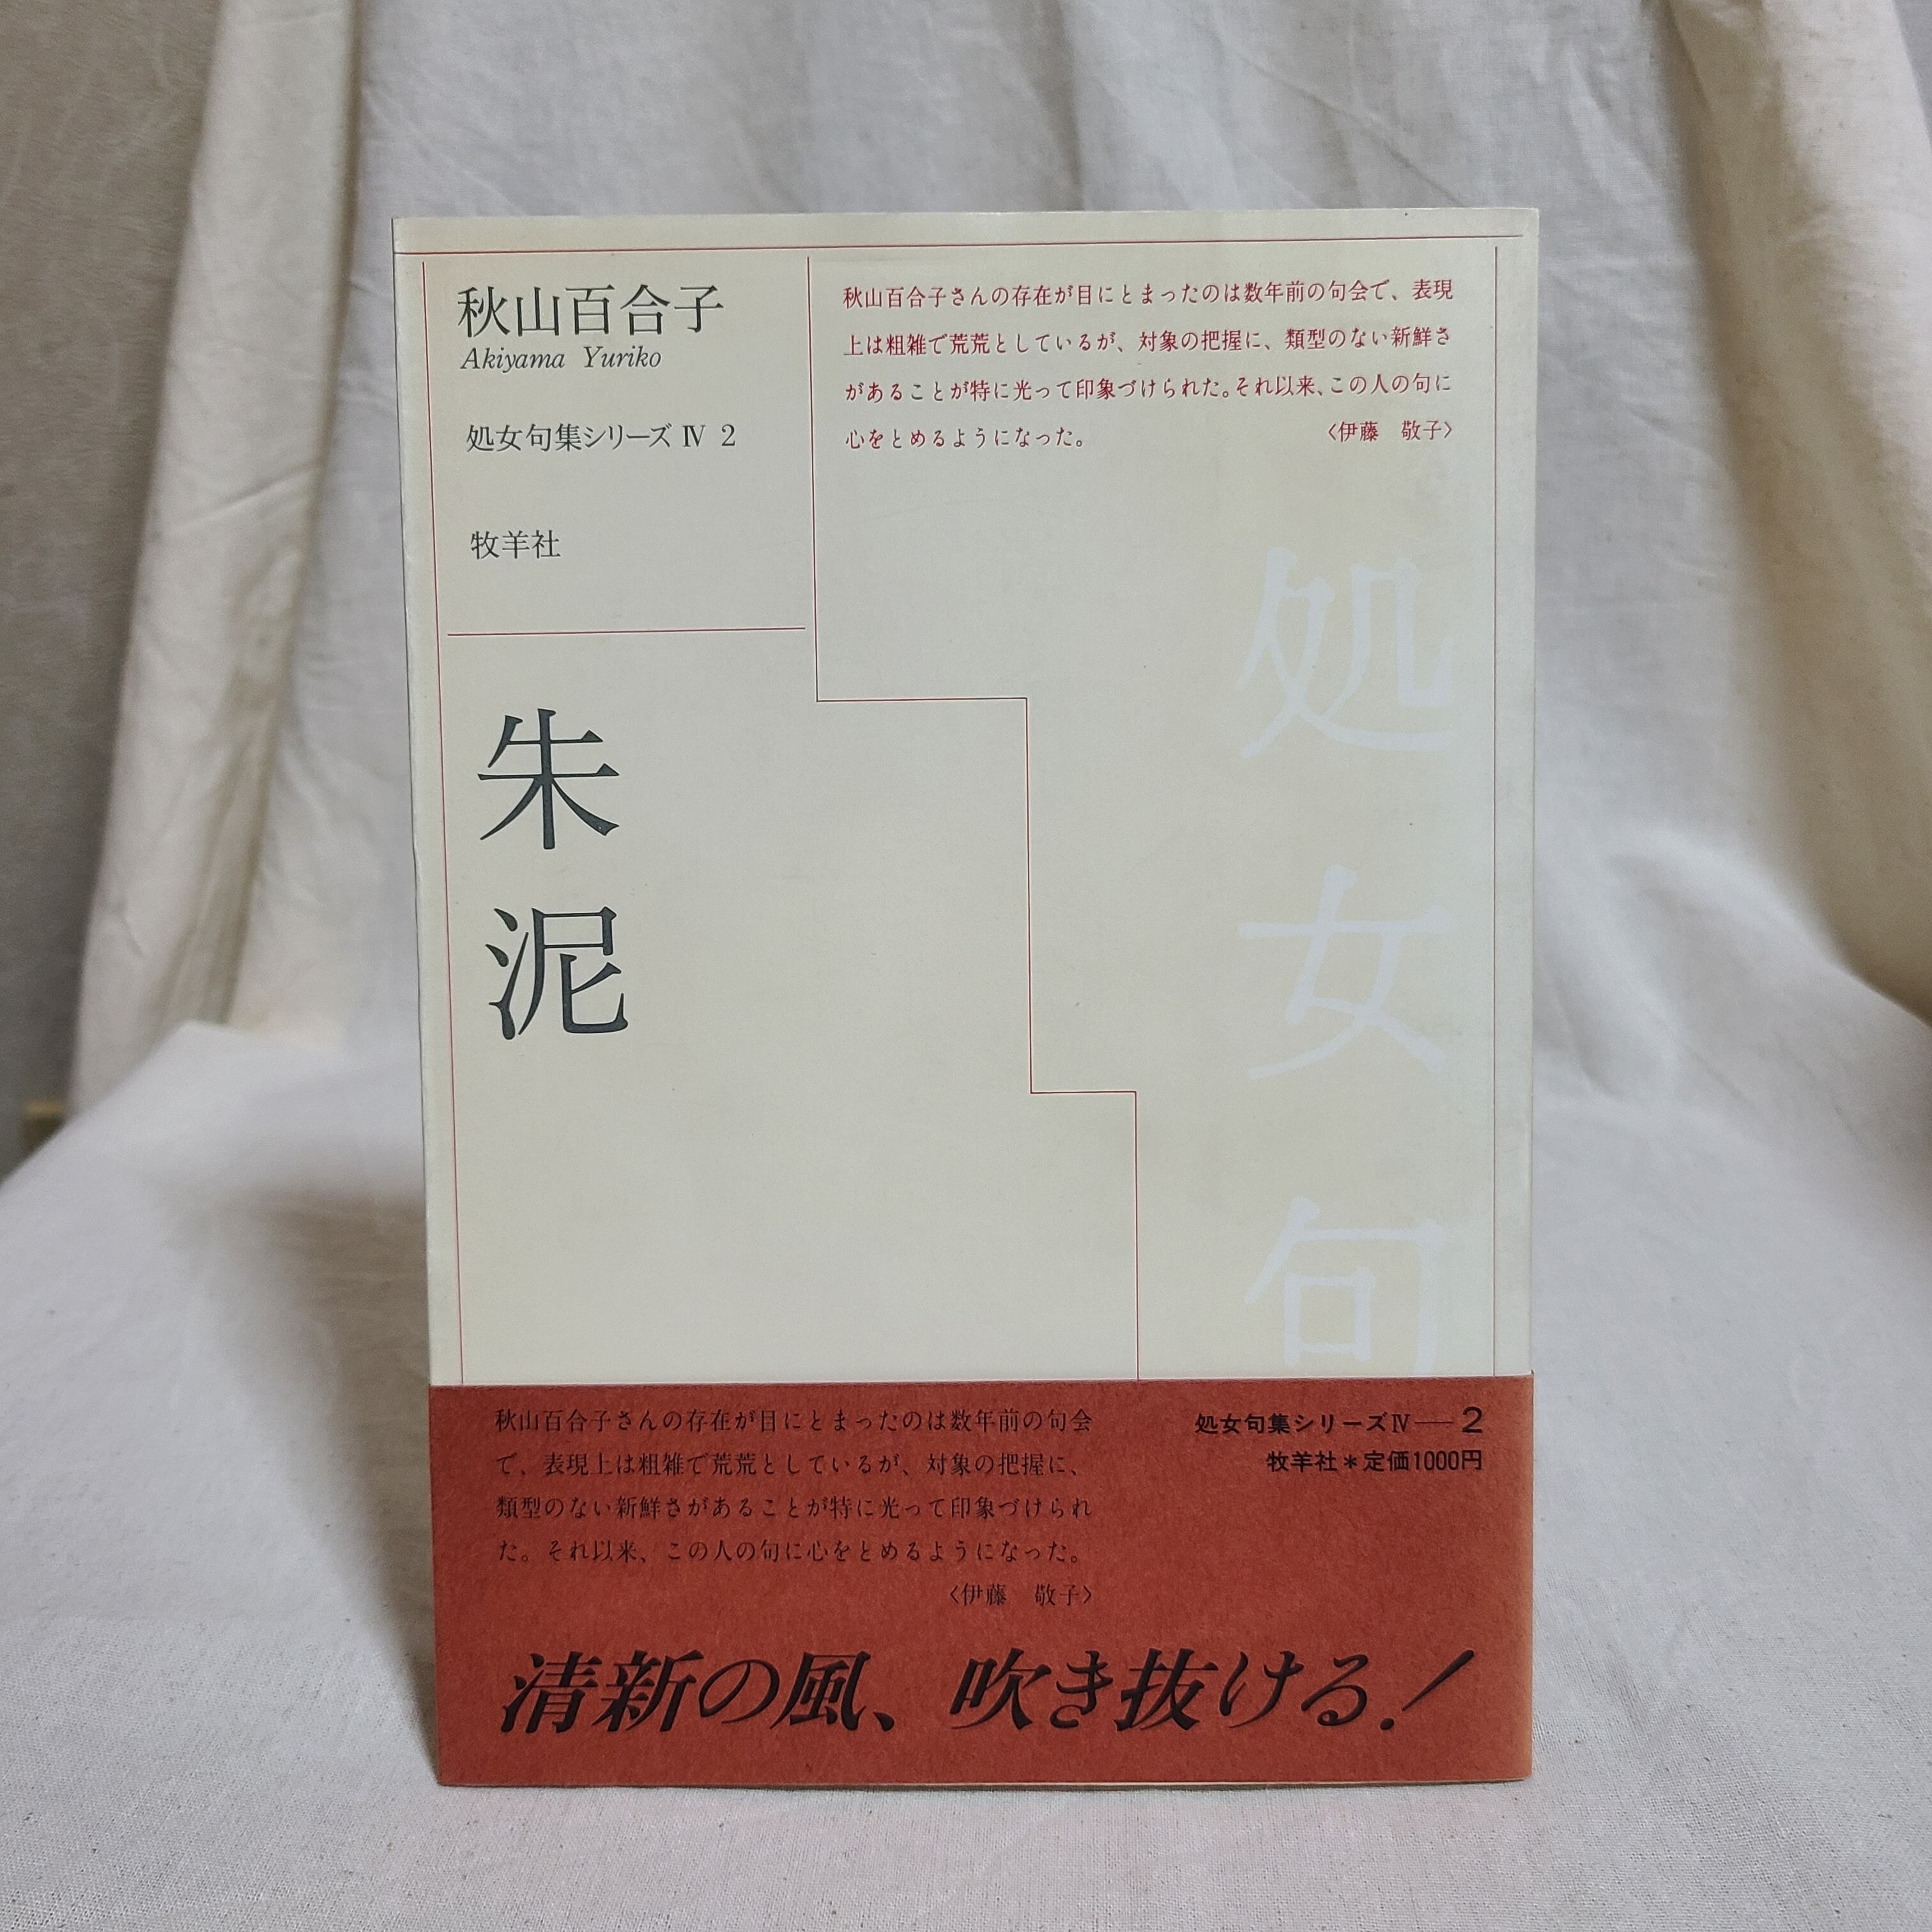 秋山百合子
Akiyama Yuriko
処女句集シリーズ Ⅳ 2
牧羊社
秋山百合子さんの存在が目にとまったのは数年前の句会で、表現
上は粗雑で荒荒としているが、対象の把握に、類型のない新鮮さ
があることが特に光って印象づけられた。それ以来、この人の句に
心をとめるようになった。
〈伊藤　敬子〉
朱泥
処女句
秋山百合子さんの存在が目にとまったのは数年前の句会
で、表現上は粗雑で荒荒としているが、対象の把握に、
類型のない新鮮さがあることが特に光って印象づけられ
た。それ以来、この人の句に心をとめるようになった。
〈伊藤　敬子〉
処女句集シリーズⅣ—2
牧羊社＊定価1000円
清新の風、吹き抜ける！